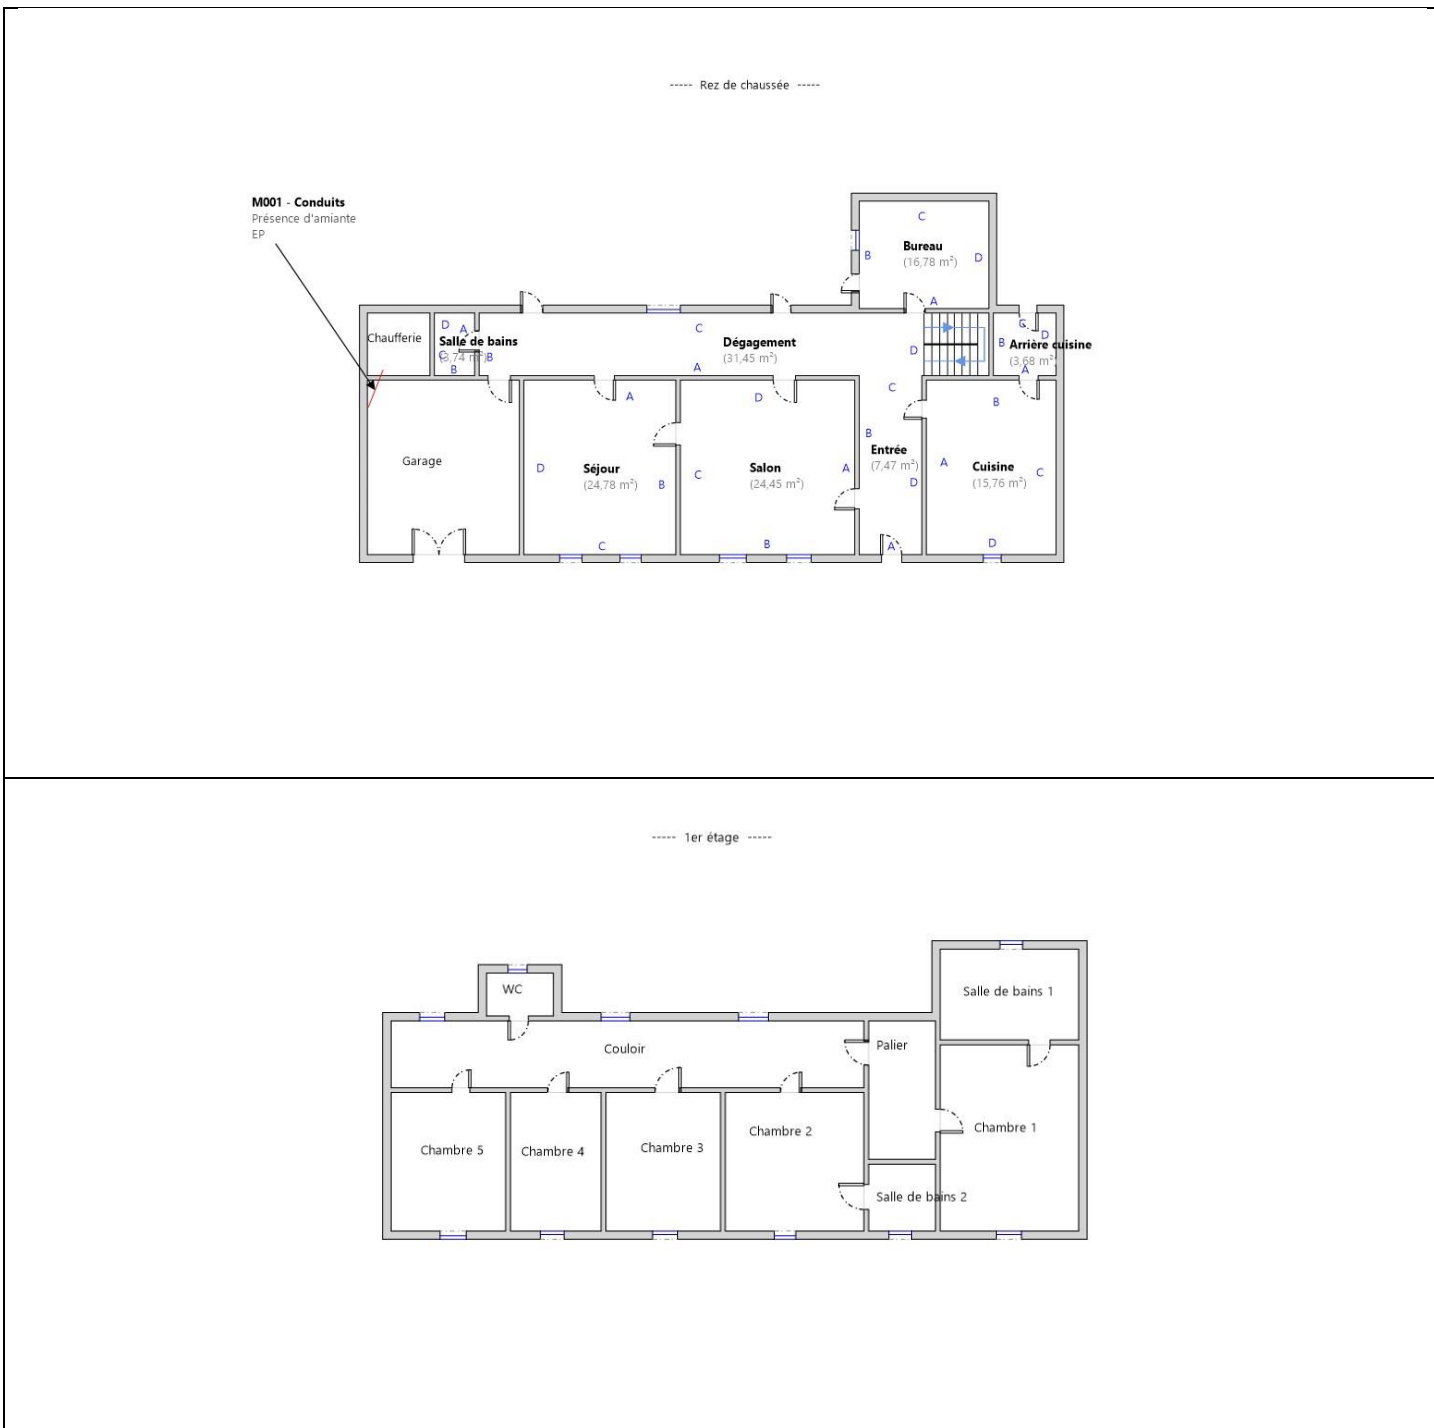 ----- Rez de chaussée -----
M001 - Conduits
Présence d'amiante
EP
C
Bureau
(16,78 m²)
B
D
A
Chaufferie
D
A
Salle de bains
(3,74 m²)
C
B
B
C
Dégagement
(31,45 m²)
A
D
C
D
B
Arrière cuisine
(3,68 m²)
A
Garage
A
D
Séjour
(24,78 m²)
B
C
D
C
Salon
(24,45 m²)
A
B
C
B
Entrée
(7,47 m²)
D
A
B
A
Cuisine
(15,76 m²)
C
D
----- 1er étage -----
WC
Salle de bains 1
Couloir
Palier
Chambre 5
Chambre 4
Chambre 3
Chambre 2
Chambre 1
Salle de bains 2